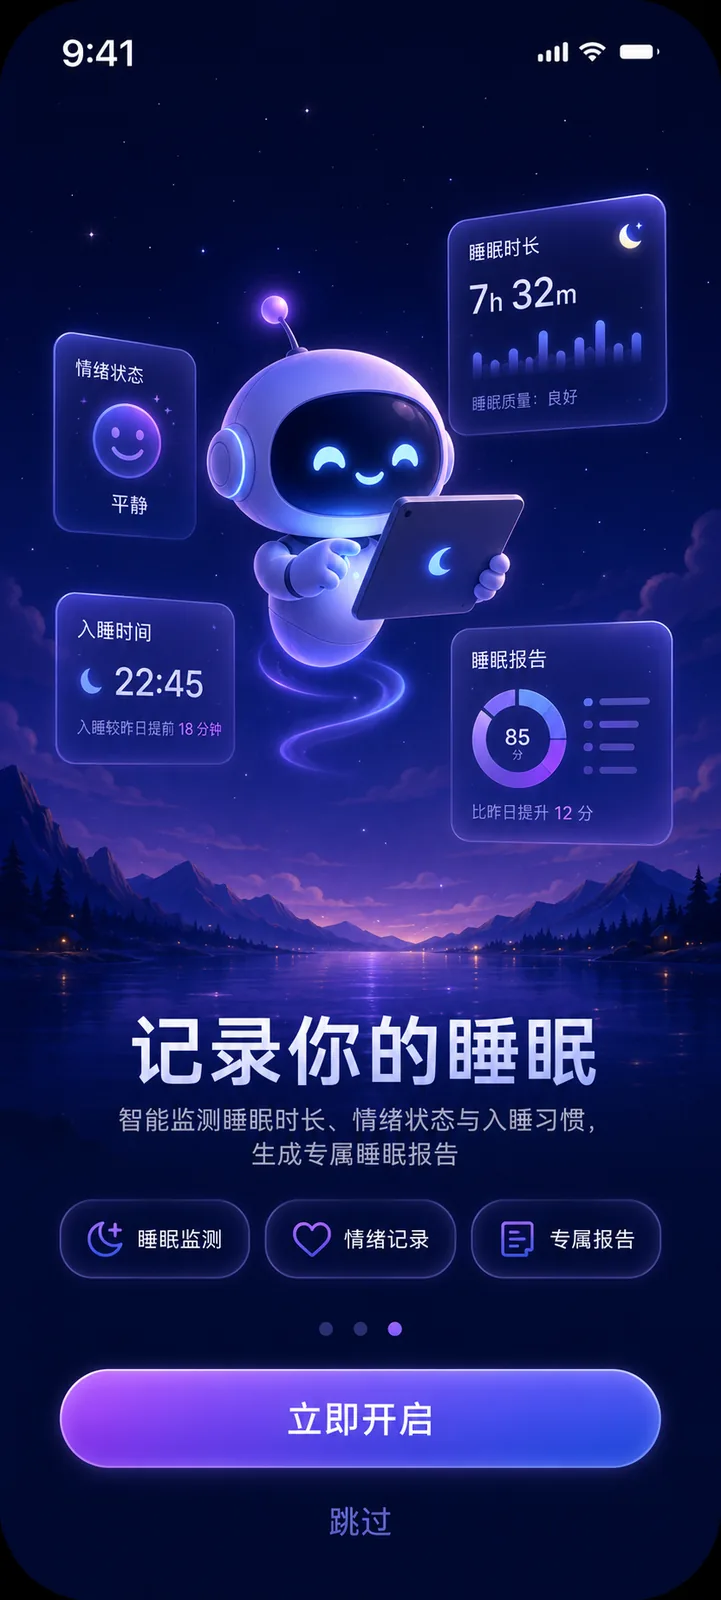 9:41
睡眠时长
7h 32m
睡眠质量：良好
情绪状态
平静
入睡时间
22:45
入睡较昨日提前 18 分钟
睡眠报告
85
分
比昨日提升 12 分
记录你的睡眠
智能监测睡眠时长、情绪状态与入睡习惯，
生成专属睡眠报告
睡眠监测
情绪记录
专属报告
立即开启
跳过